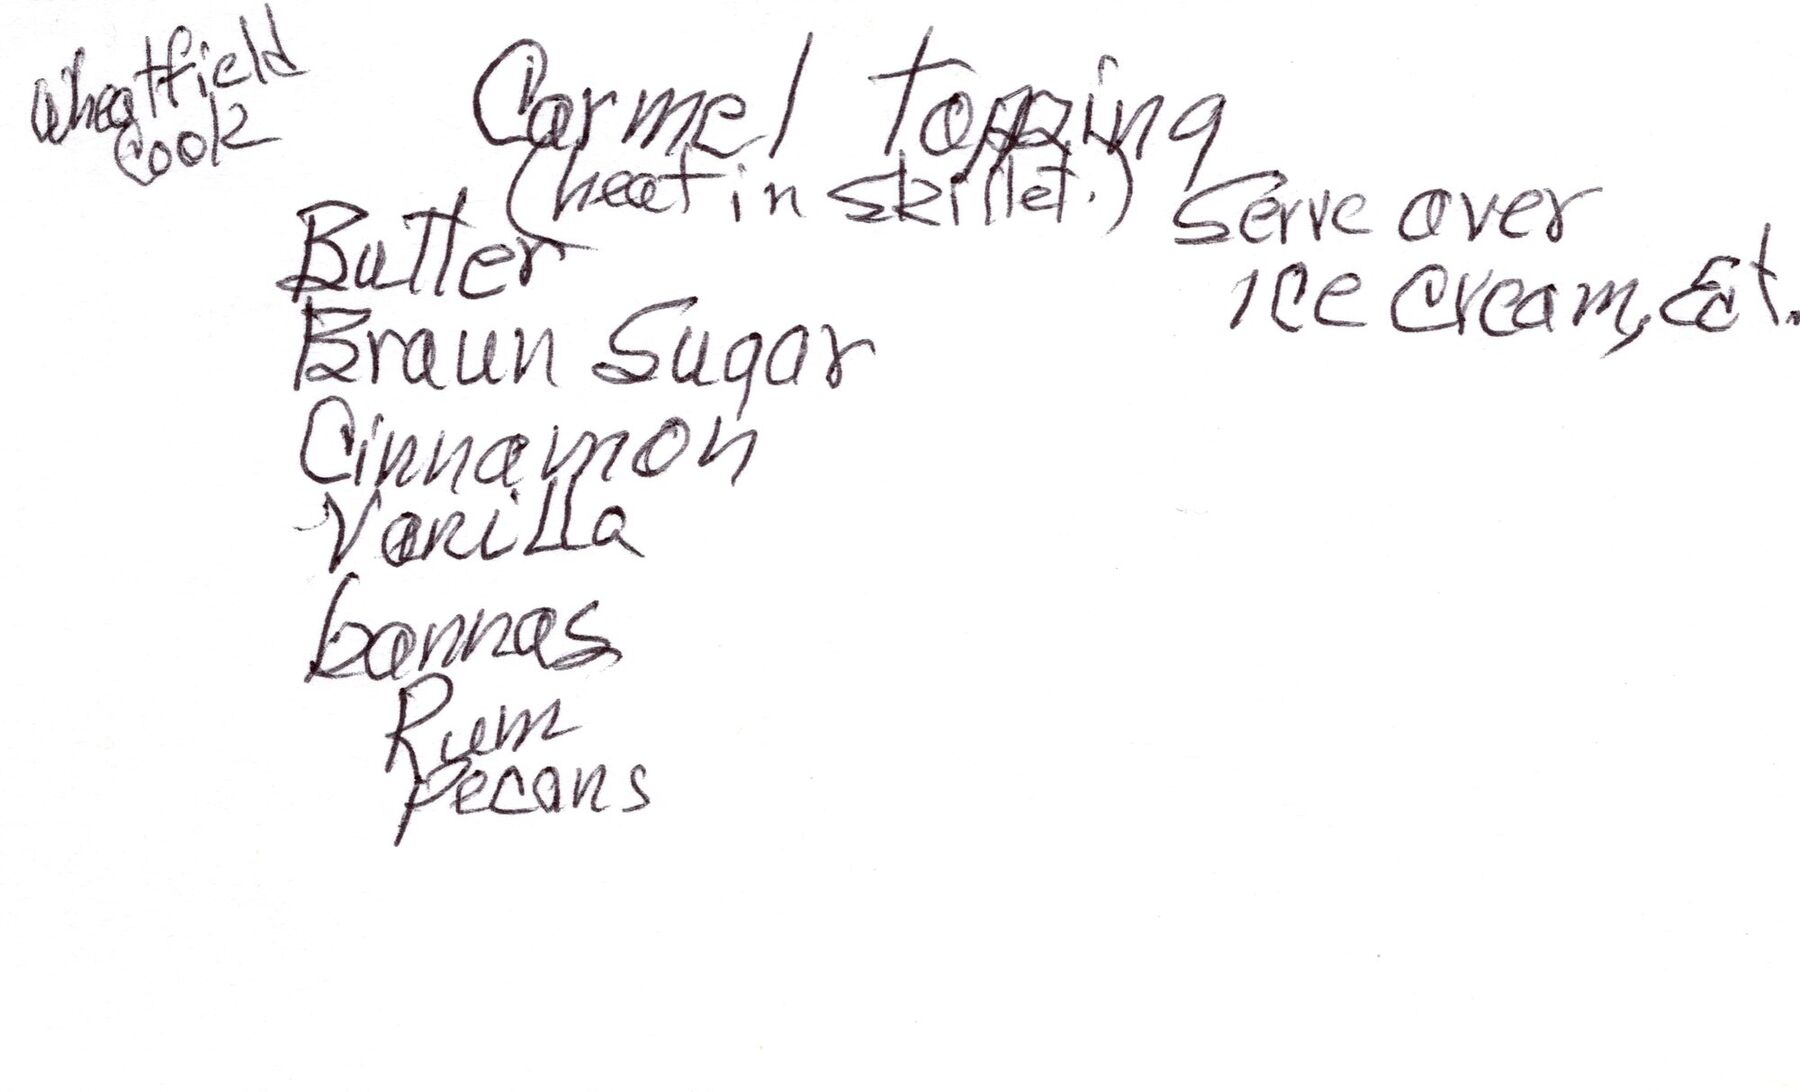 Wheatfield
Cook
Carmel topping
(heat in skillet.)
Serve over
ice cream, Ect.
Butter
Braun Sugar
Cinnamon
Vanilla
bannas
Rum
pecans